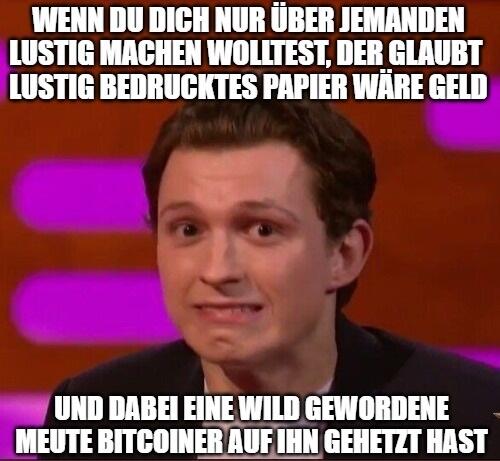 WENN DU DICH NUR ÜBER JEMANDEN
LUSTIG MACHEN WOLLTEST, DER GLAUBT
LUSTIG BEDRUCKTES PAPIER WÄRE GELD
UND DABEI EINE WILD GEWORDENE
MEUTE BITCOINER AUF IHN GEHETZT HAST